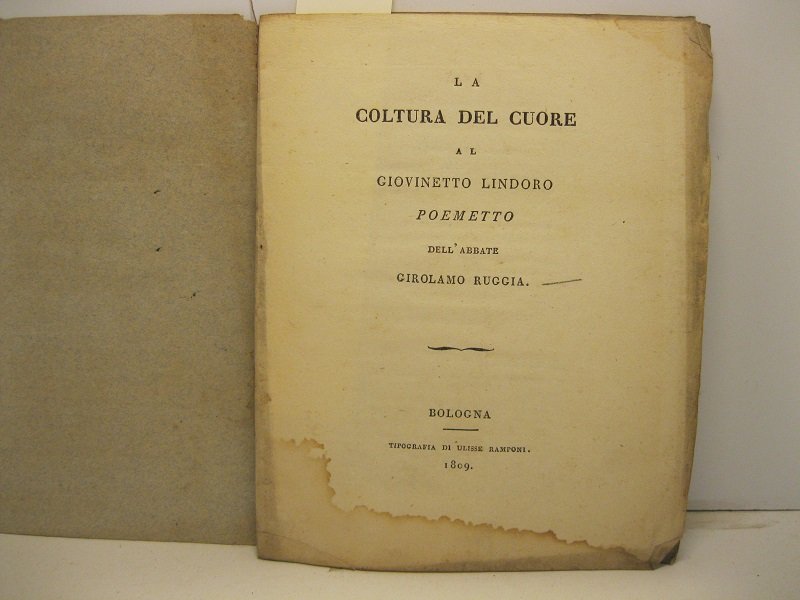 LA
COLTURA DEL CUORE
AL
GIOVINETTO LINDORO
POEMETTO
DELL'ABBATE
GIROLAMO RUGGIA.
BOLOGNA
TIPOGRAFIA DI ULISSE RAMPONI.
1809.